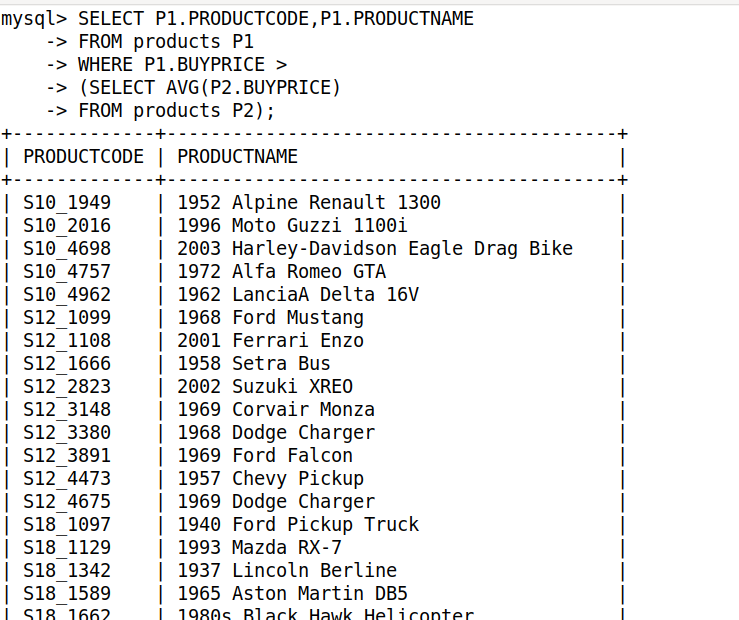 mysql> SELECT P1.PRODUCTCODE,P1.PRODUCTNAME
    -> FROM products P1
    -> WHERE P1.BUYPRICE >
    -> (SELECT AVG(P2.BUYPRICE)
    -> FROM products P2);
+-------------+-----------------------------------------+
| PRODUCTCODE | PRODUCTNAME                             |
+-------------+-----------------------------------------+
| S10_1949    | 1952 Alpine Renault 1300                |
| S10_2016    | 1996 Moto Guzzi 1100i                   |
| S10_4698    | 2003 Harley-Davidson Eagle Drag Bike    |
| S10_4757    | 1972 Alfa Romeo GTA                     |
| S10_4962    | 1962 LanciaA Delta 16V                  |
| S12_1099    | 1968 Ford Mustang                       |
| S12_1108    | 2001 Ferrari Enzo                       |
| S12_1666    | 1958 Setra Bus                          |
| S12_2823    | 2002 Suzuki XREO                        |
| S12_3148    | 1969 Corvair Monza                      |
| S12_3380    | 1968 Dodge Charger                      |
| S12_3891    | 1969 Ford Falcon                        |
| S12_4473    | 1957 Chevy Pickup                       |
| S12_4675    | 1969 Dodge Charger                      |
| S18_1097    | 1940 Ford Pickup Truck                  |
| S18_1129    | 1993 Mazda RX-7                         |
| S18_1342    | 1937 Lincoln Berline                    |
| S18_1589    | 1965 Aston Martin DB5                   |
| S18_1662    | 1980s Black Hawk Helicopter             |